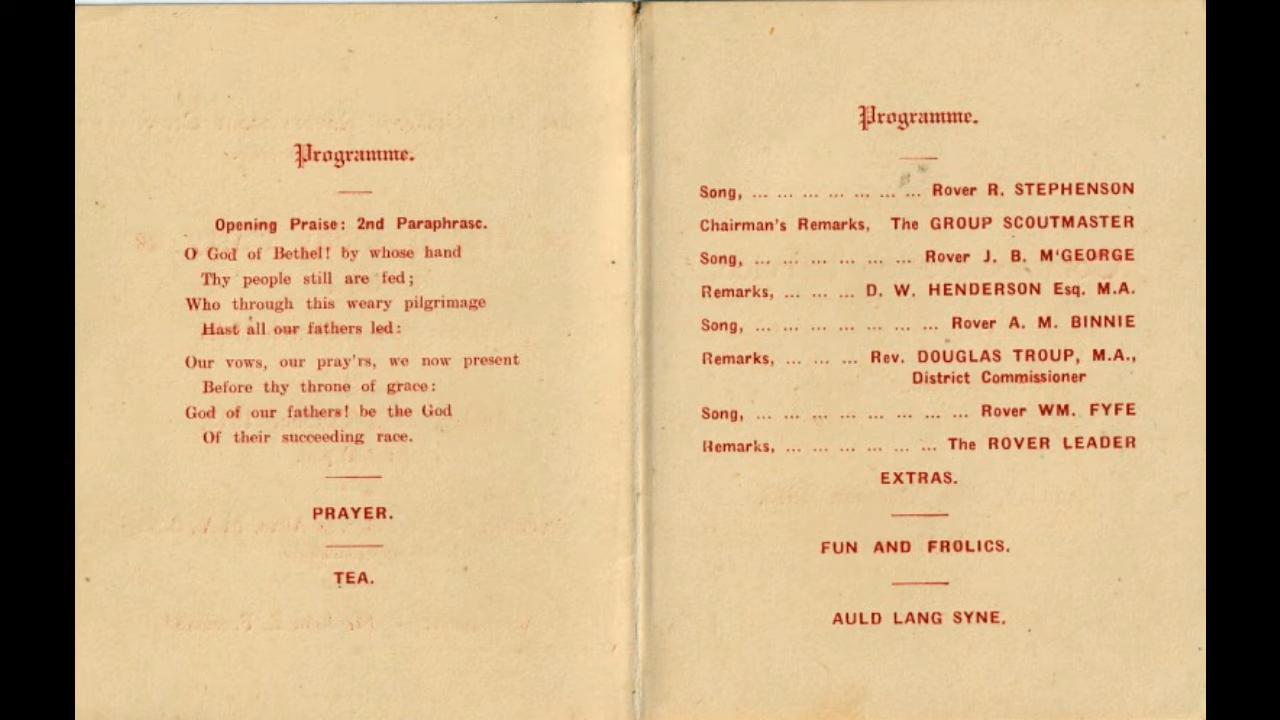 Programme.
Opening Praise: 2nd Paraphrase.
O God of Bethel! by whose hand
Thy people still are fed;
Who through this weary pilgrimage
Hast all our fathers led:
Our vows, our pray'rs, we now present
Before thy throne of grace:
God of our fathers! be the God
Of their succeeding race.
PRAYER.
TEA.
Programme.
Song, ... ... ... ... ... ... ... Rover R. STEPHENSON
Chairman's Remarks, The GROUP SCOUTMASTER
Song, ... ... ... ... ... ... Rover J. B. M'GEORGE
Remarks, ... ... ... D. W. HENDERSON Esq. M.A.
Song, ... ... ... ... ... ... ... Rover A. M. BINNIE
Remarks, ... ... ... Rev. DOUGLAS TROUP, M.A.,
District Commissioner
Song, ... ... ... ... ... ... ... ... Rover WM. FYFE
Remarks, ... ... ... ... ... ... The ROVER LEADER
EXTRAS.
FUN AND FROLICS.
AULD LANG SYNE.